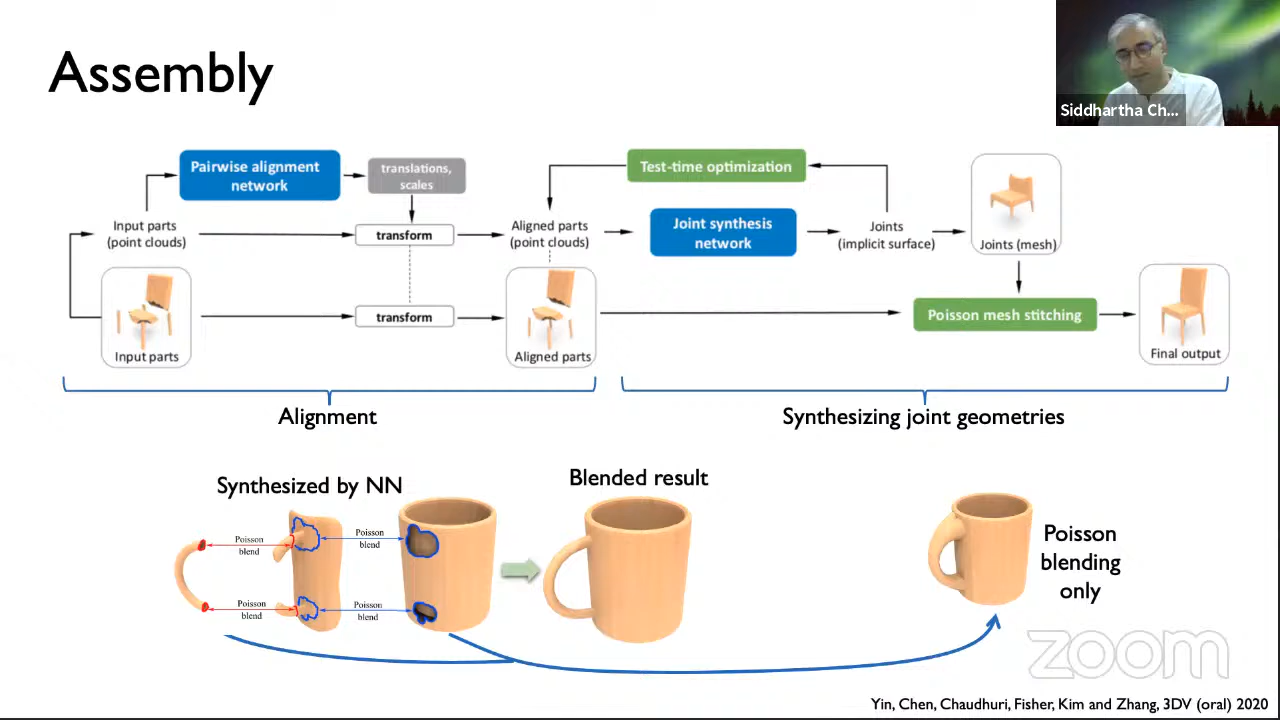 Assembly
Siddhartha Ch...
Pairwise alignment
network
translations,
scales
Test-time optimization
Input parts
(point clouds)
transform
Aligned parts
(point clouds)
Joint synthesis
network
Joints
(implicit surface)
Joints (mesh)
Input parts
transform
Aligned parts
Poisson mesh stitching
Final output
Alignment
Synthesizing joint geometries
Synthesized by NN
Blended result
Poisson
blend
Poisson
blend
Poisson
blend
Poisson
blend
Poisson
blending
only
zoom
Yin, Chen, Chaudhuri, Fisher, Kim and Zhang, 3DV (oral) 2020